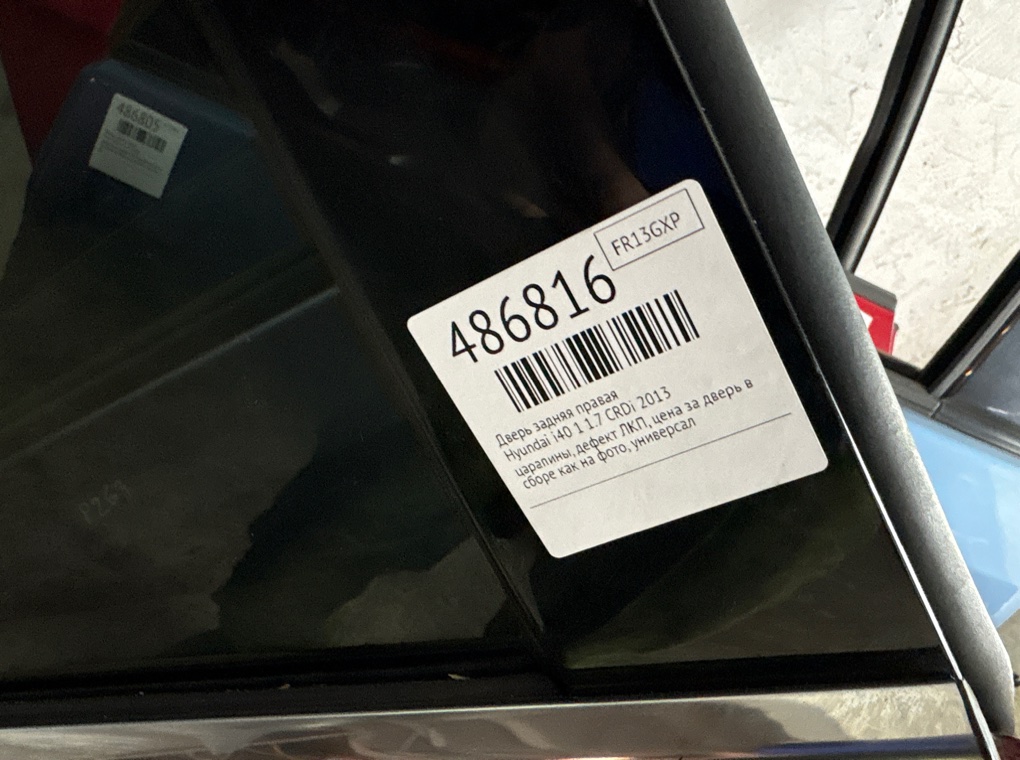 486805
FR13GXP
486816
Дверь задняя правая
Hyundai i40 1 1.7 CRDi 2013
царапины, дефект ЛКП, цена за дверь в
сборе как на фото, универсал